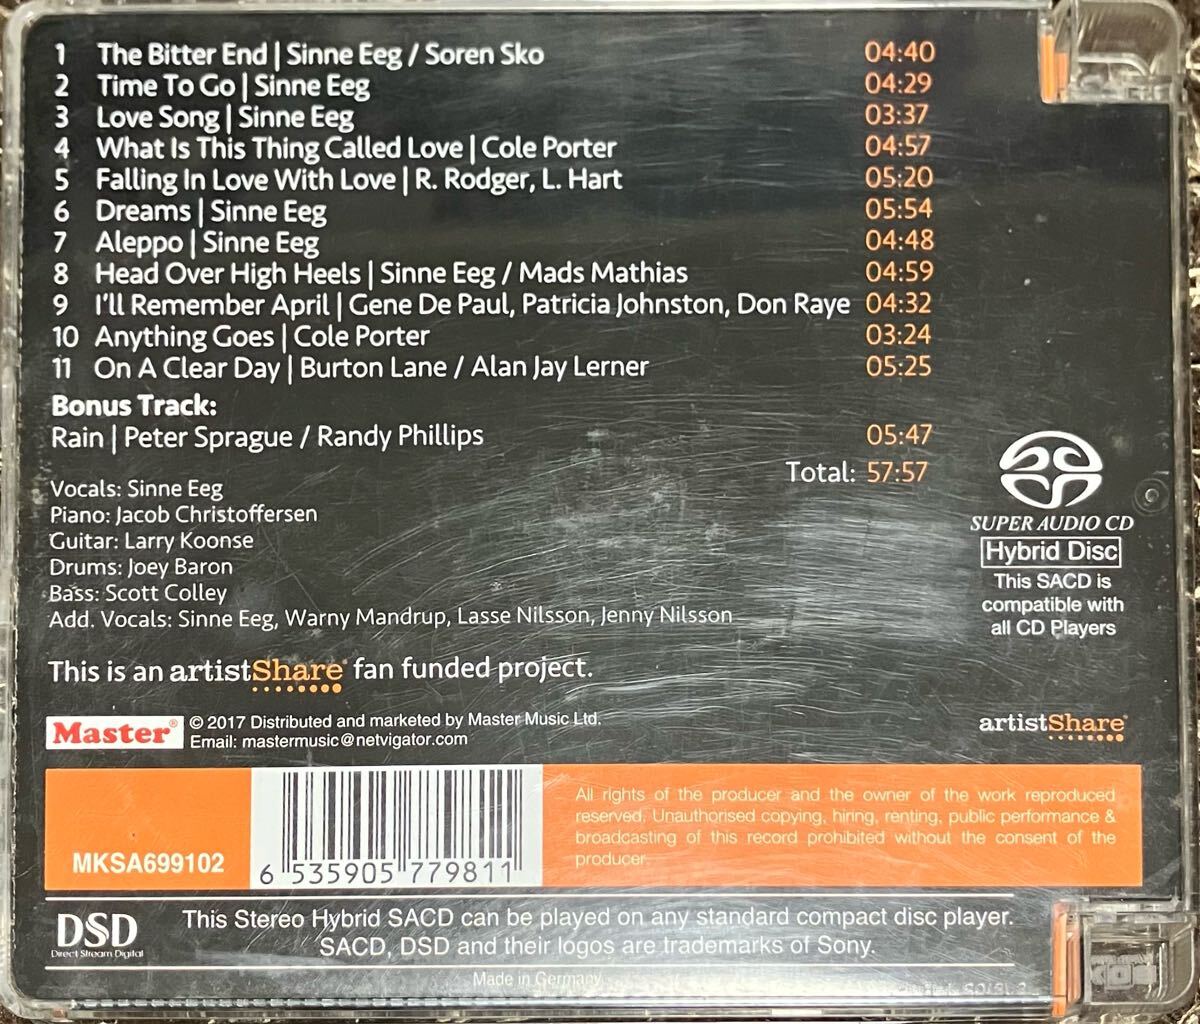 1 The Bitter End | Sinne Eeg / Soren Sko 04:40
2 Time To Go | Sinne Eeg 04:29
3 Love Song | Sinne Eeg 03:37
4 What Is This Thing Called Love | Cole Porter 04:57
5 Falling In Love With Love | R. Rodger, L. Hart 05:20
6 Dreams | Sinne Eeg 05:54
7 Aleppo | Sinne Eeg 04:48
8 Head Over High Heels | Sinne Eeg / Mads Mathias 04:59
9 I'll Remember April | Gene De Paul, Patricia Johnston, Don Raye 04:32
10 Anything Goes | Cole Porter 03:24
11 On A Clear Day | Burton Lane / Alan Jay Lerner 05:25
Bonus Track:
Rain | Peter Sprague / Randy Phillips 05:47
Total: 57:57
Vocals: Sinne Eeg
Piano: Jacob Christoffersen
Guitar: Larry Koonse
Drums: Joey Baron
Bass: Scott Colley
Add. Vocals: Sinne Eeg, Warny Mandrup, Lasse Nilsson, Jenny Nilsson
SUPER AUDIO CD
Hybrid Disc
This SACD is
compatible with
all CD Players
This is an artistShare® fan funded project.
Master® © 2017 Distributed and marketed by Master Music Ltd.
Email: mastermusic@netvigator.com
artistShare®
MKSA699102
6 535905 779811
All rights of the producer and the owner of the work reproduced
reserved. Unauthorised copying, hiring, renting, public performance &
broadcasting of this record prohibited without the consent of the
producer.
DSD
Direct Stream Digital
This Stereo Hybrid SACD can be played on any standard compact disc player.
SACD, DSD and their logos are trademarks of Sony.
Made in Germany